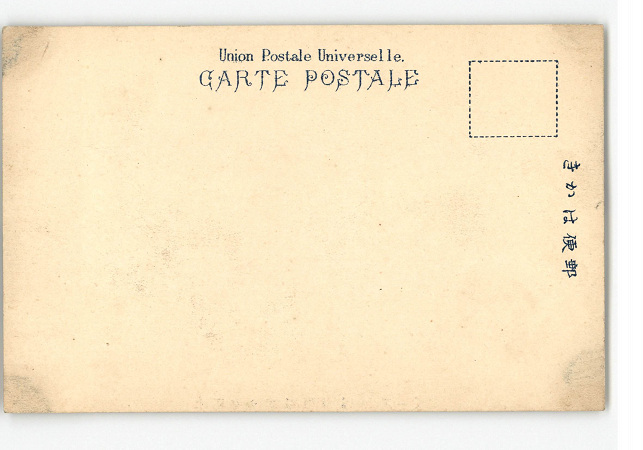 Union Postale Universelle.
CARTE POSTALE
郵便はかき